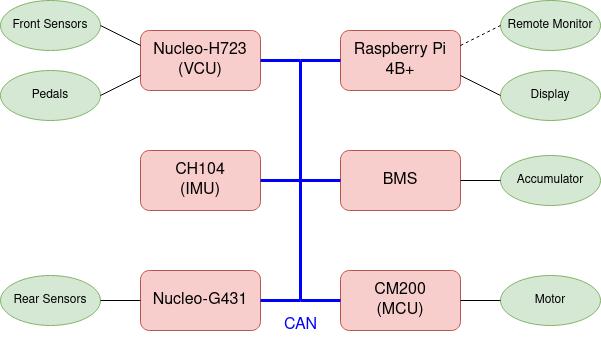 Front Sensors
Nucleo-H723
(VCU)
Raspberry Pi
4B+
Remote Monitor
Pedals
Display
CH104
(IMU)
BMS
Accumulator
Rear Sensors
Nucleo-G431
CM200
(MCU)
Motor
CAN